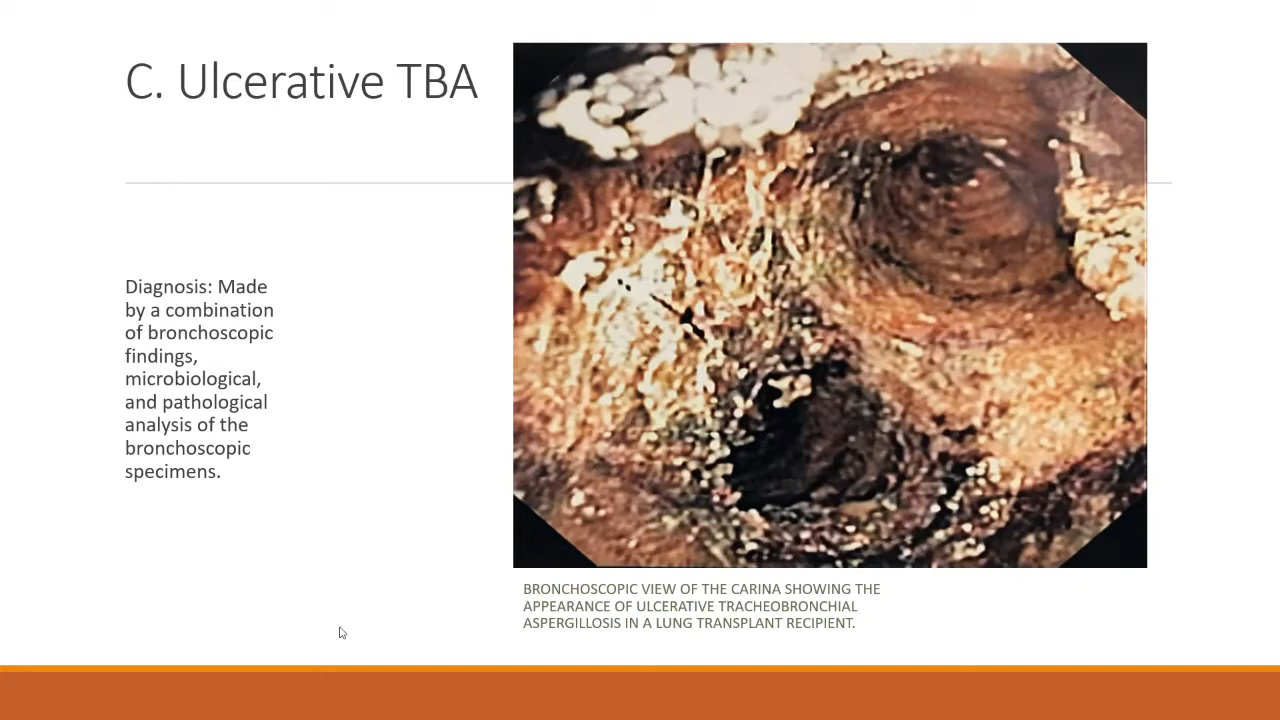 C. Ulcerative TBA
Diagnosis: Made
by a combination
of bronchoscopic
findings,
microbiological,
and pathological
analysis of the
bronchoscopic
specimens.
BRONCHOSCOPIC VIEW OF THE CARINA SHOWING THE
APPEARANCE OF ULCERATIVE TRACHEOBRONCHIAL
ASPERGILLOSIS IN A LUNG TRANSPLANT RECIPIENT.